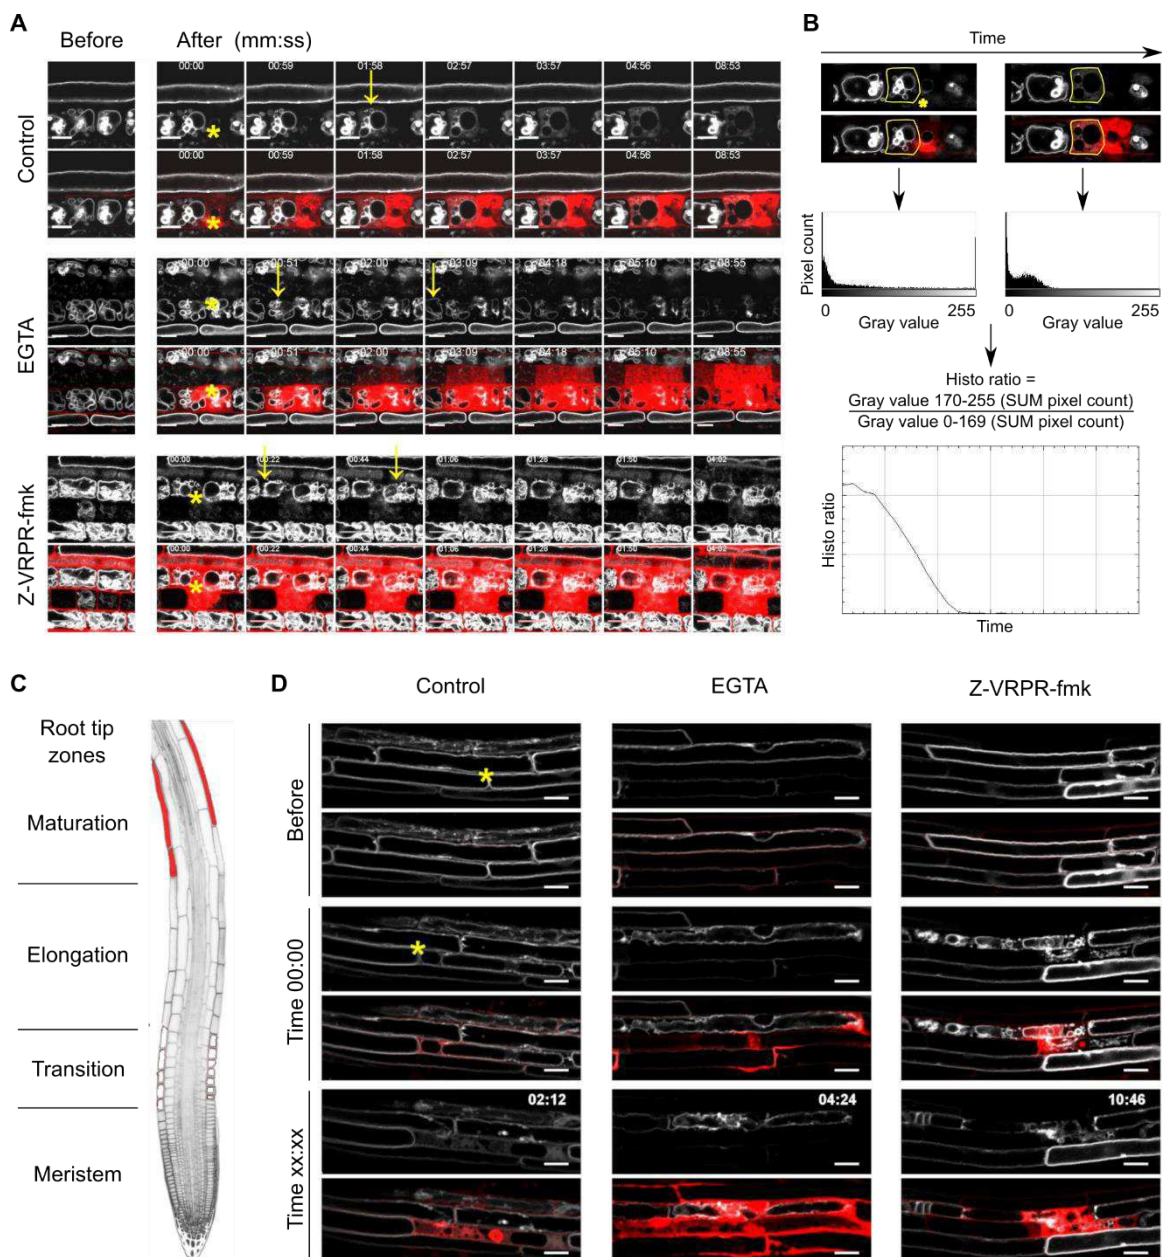 A
Before
After (mm:ss)
Control
00:00 00:59 01:58 02:57 03:57 04:56 08:53
00:00 00:59 01:58 02:57 03:57 04:56 08:53
EGTA
00:00 00:51 02:00 03:09 04:18 05:10 08:55
00:00 00:51 02:00 03:09 04:18 05:10 08:55
Z-VRPR-fmk
00:00 00:22 00:44 01:06 01:28 01:50 04:02
00:00 00:22 00:44 01:06 01:28 01:50 04:02
B
Time
Pixel count
0 255 0 255
Gray value Gray value
Histo ratio =
Gray value 170-255 (SUM pixel count)
Gray value 0-169 (SUM pixel count)
Histo ratio
Time
C
Root tip
zones
Maturation
Elongation
Transition
Meristem
D
Control EGTA Z-VRPR-fmk
Before
Time 00:00
Time xx:xx
02:12 04:24 10:46